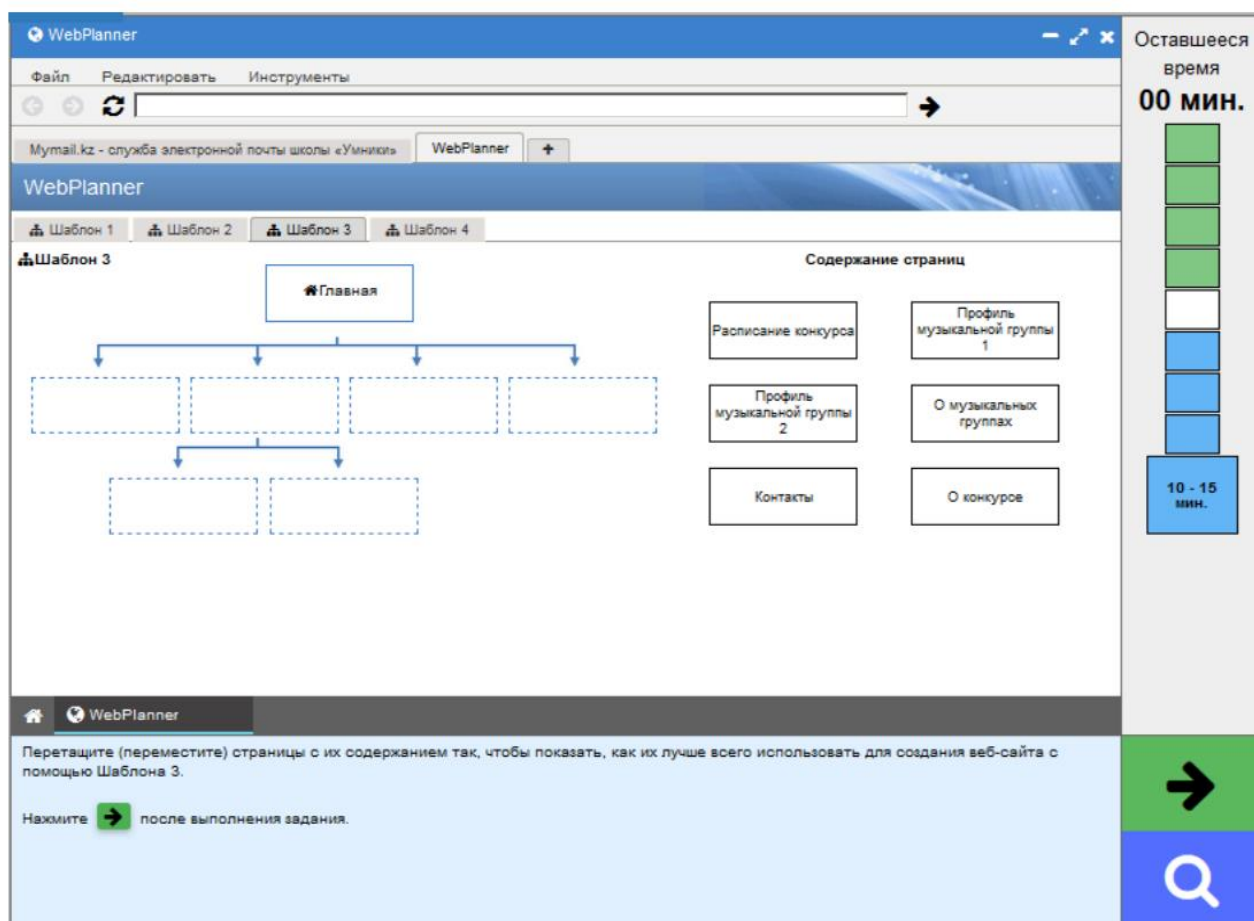 WebPlanner
Файл Редактировать Инструменты
Mymail.kz - служба электронной почты школы «Умники» WebPlanner +
WebPlanner
Шаблон 1 Шаблон 2 Шаблон 3 Шаблон 4
Шаблон 3
Главная
Содержание страниц
Расписание конкурса
Профиль
музыкальной группы
1
Профиль
музыкальной группы
2
О музыкальных
группах
Контакты
О конкурсе
WebPlanner
Перетащите (переместите) страницы с их содержанием так, чтобы показать, как их лучше всего использовать для создания веб-сайта с
помощью Шаблона 3.
Нажмите после выполнения задания.
Оставшееся
время
00 мин.
10 - 15
мин.